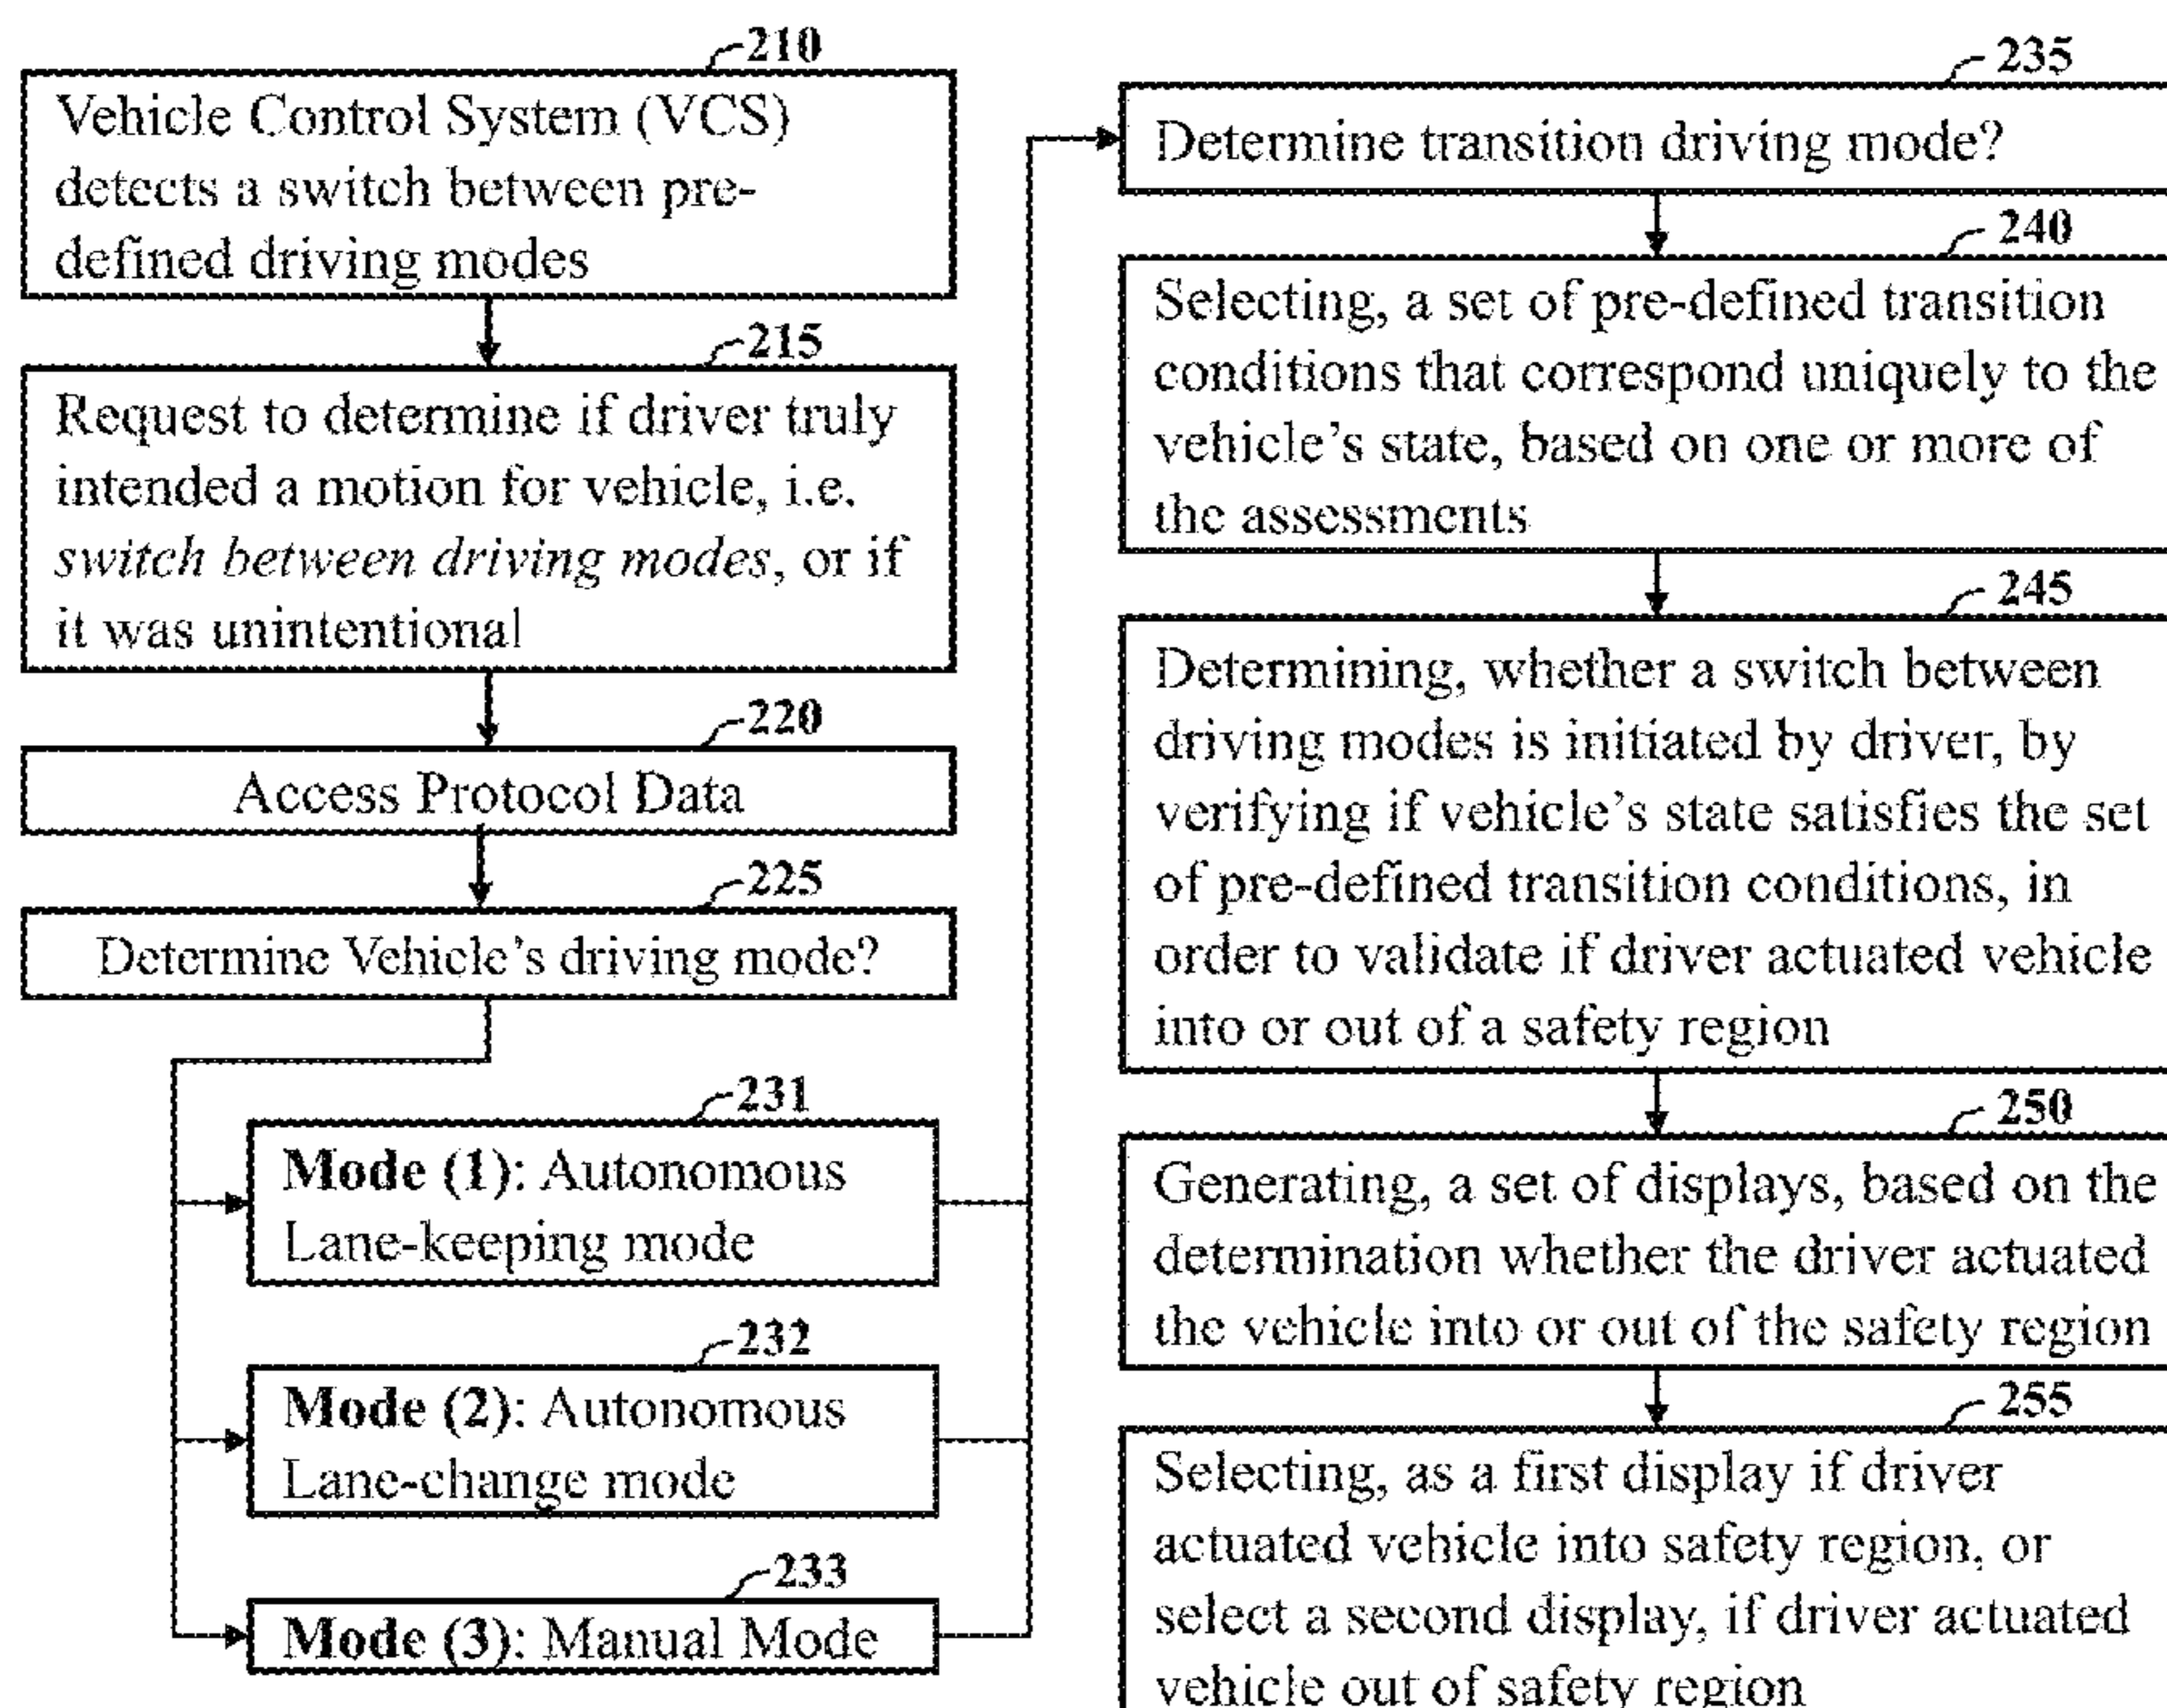 210
Vehicle Control System (VCS)
detects a switch between pre-
defined driving modes
215
Request to determine if driver truly
intended a motion for vehicle, i.e.
switch between driving modes, or if
it was unintentional
220
Access Protocol Data
225
Determine Vehicle's driving mode?
231
Mode (1): Autonomous
Lane-keeping mode
232
Mode (2): Autonomous
Lane-change mode
233
Mode (3): Manual Mode
235
Determine transition driving mode?
240
Selecting, a set of pre-defined transition
conditions that correspond uniquely to the
vehicle's state, based on one or more of
the assessments
245
Determining, whether a switch between
driving modes is initiated by driver, by
verifying if vehicle's state satisfies the set
of pre-defined transition conditions, in
order to validate if driver actuated vehicle
into or out of a safety region
250
Generating, a set of displays, based on the
determination whether the driver actuated
the vehicle into or out of the safety region
255
Selecting, as a first display if driver
actuated vehicle into safety region, or
select a second display, if driver actuated
vehicle out of safety region